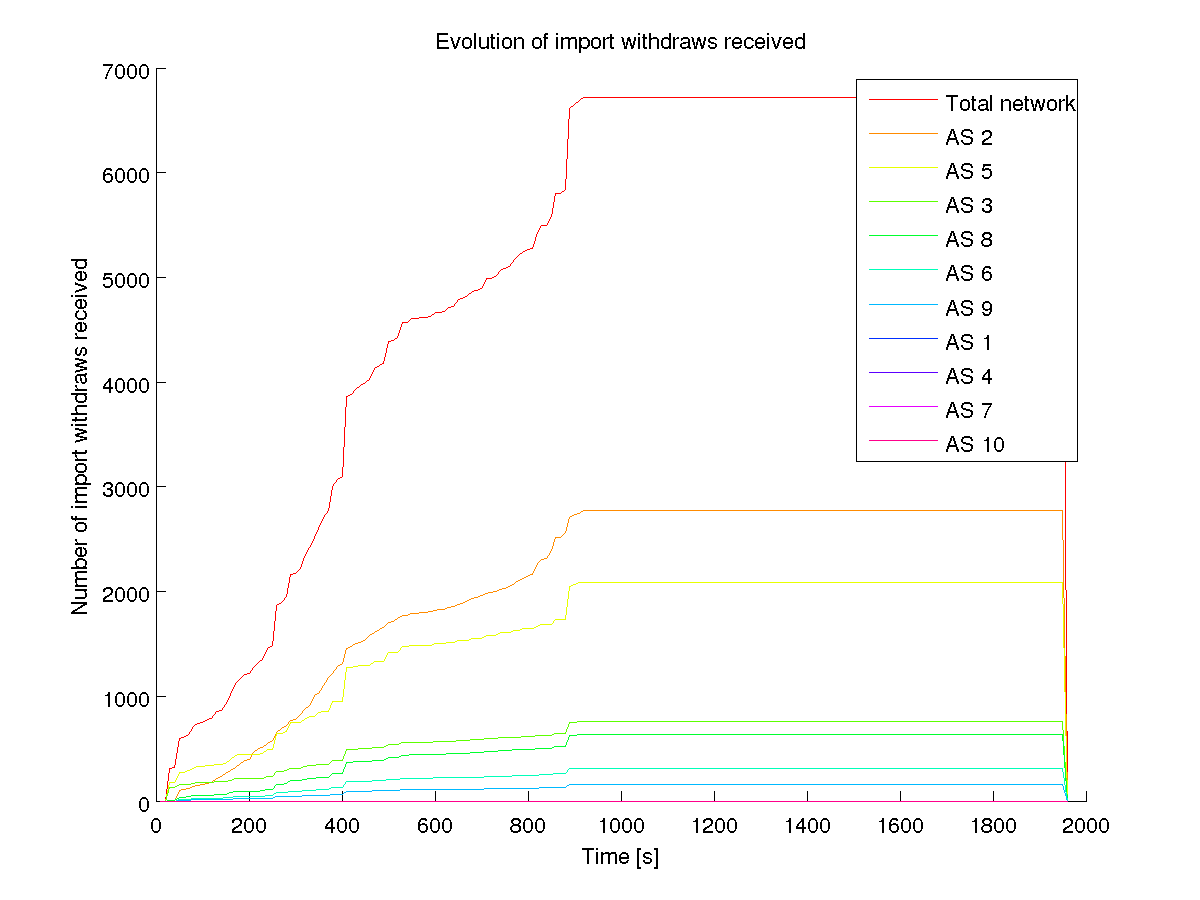 Evolution of import withdraws received
7000
6000
5000
4000
3000
2000
1000
0
Number of import withdraws received
Total network
AS 2
AS 5
AS 3
AS 8
AS 6
AS 9
AS 1
AS 4
AS 7
AS 10
0 200 400 600 800 1000 1200 1400 1600 1800 2000
Time [s]